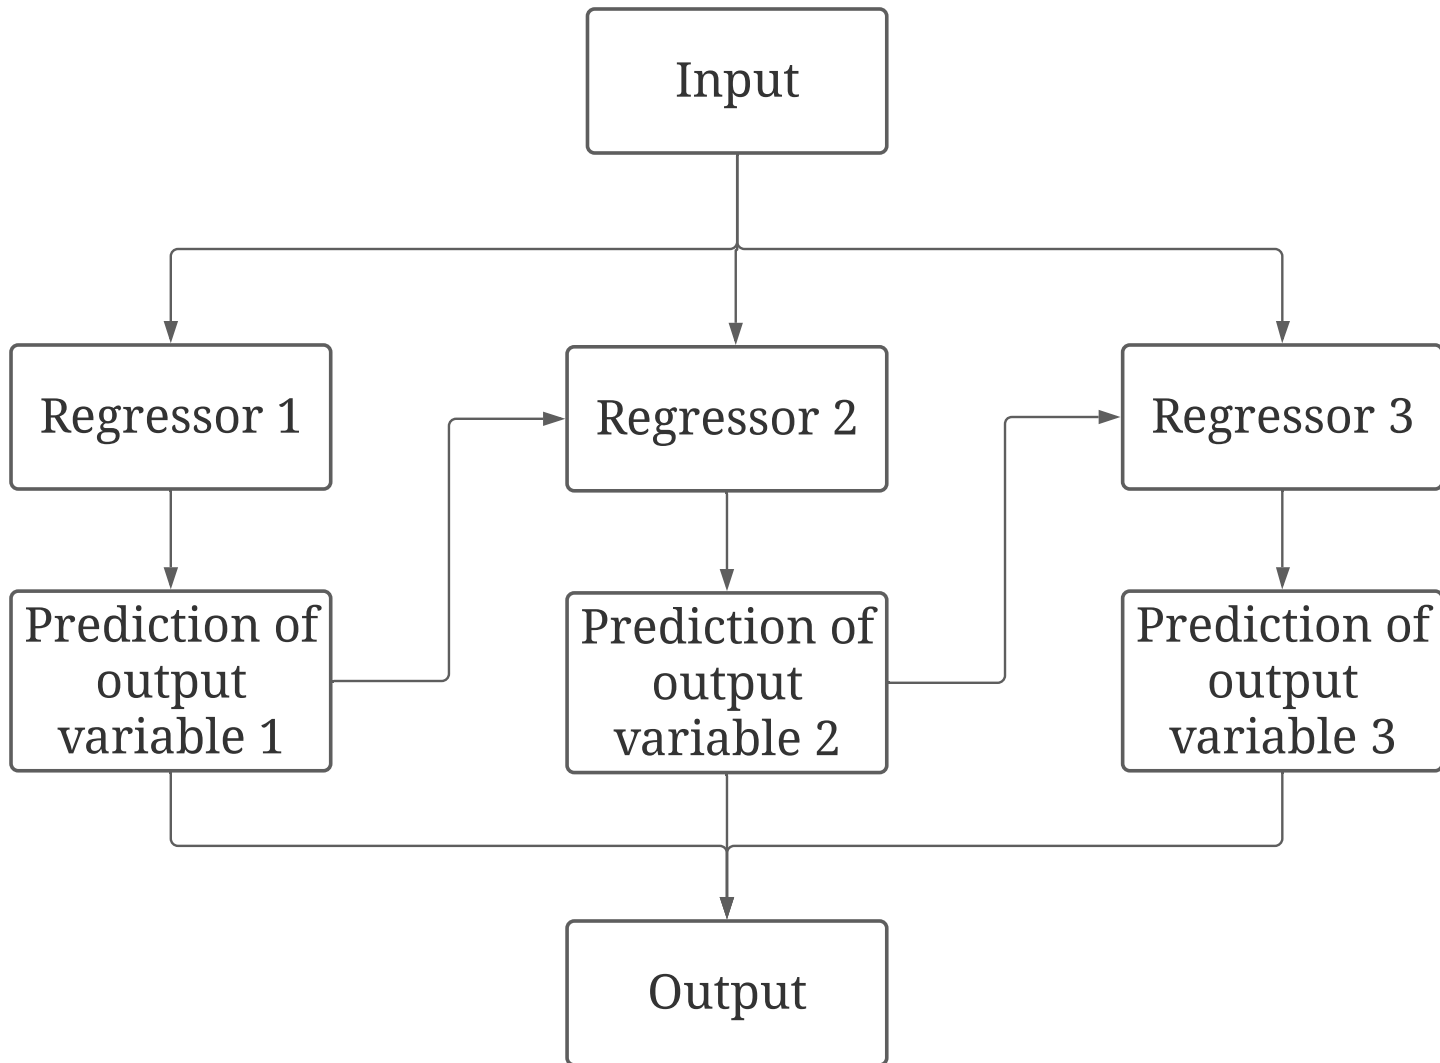 Input
Regressor 1
Regressor 2
Regressor 3
Prediction of
output
variable 1
Prediction of
output
variable 2
Prediction of
output
variable 3
Output